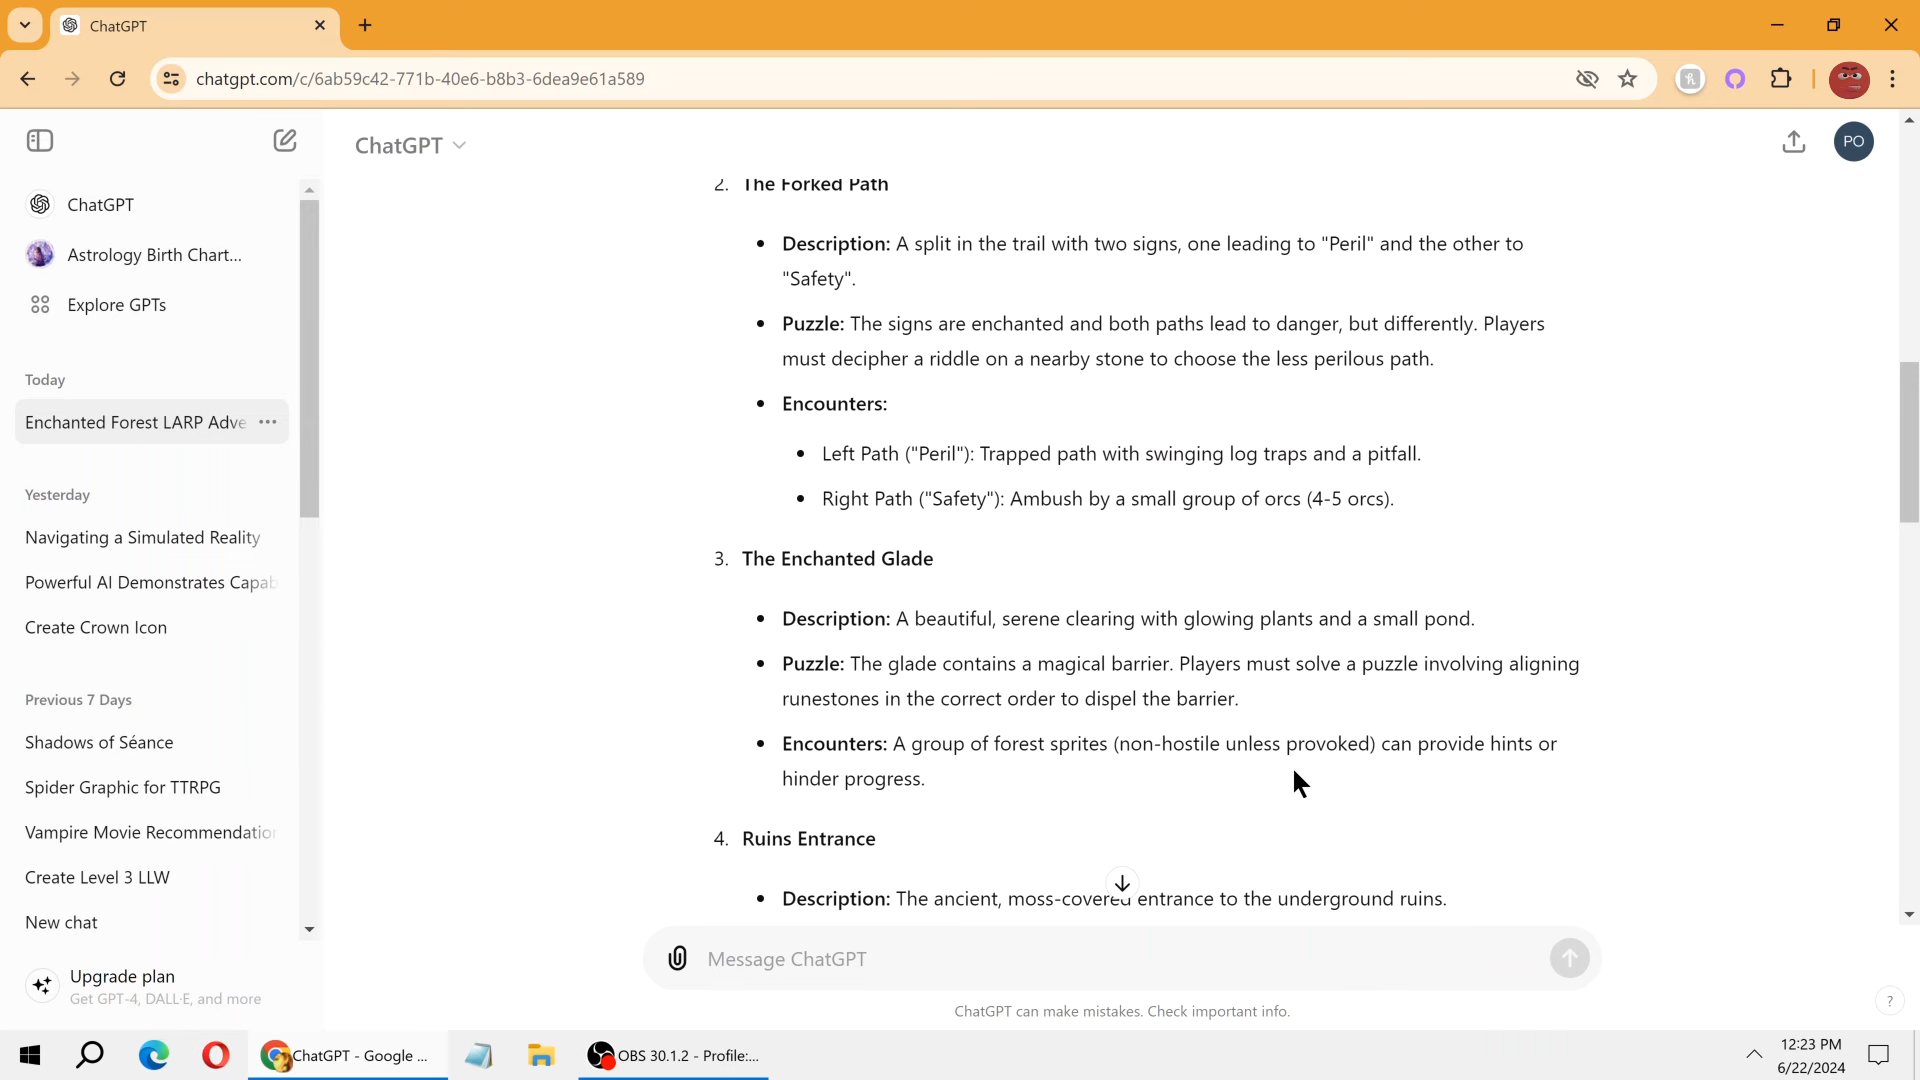 ChatGPT
chatgpt.com/c/6ab59c42-771b-40e6-b8b3-6dea9e61a589
ChatGPT
PO
ChatGPT
Astrology Birth Chart...
Explore GPTs
Today
Enchanted Forest LARP Adve
Yesterday
Navigating a Simulated Reality
Powerful AI Demonstrates Capab
Create Crown Icon
Previous 7 Days
Shadows of Séance
Spider Graphic for TTRPG
Vampire Movie Recommendation
Create Level 3 LLW
New chat
Upgrade plan
Get GPT-4, DALL·E, and more
2. The Forked Path
• Description: A split in the trail with two signs, one leading to "Peril" and the other to
"Safety".
• Puzzle: The signs are enchanted and both paths lead to danger, but differently. Players
must decipher a riddle on a nearby stone to choose the less perilous path.
• Encounters:
• Left Path ("Peril"): Trapped path with swinging log traps and a pitfall.
• Right Path ("Safety"): Ambush by a small group of orcs (4-5 orcs).
3. The Enchanted Glade
• Description: A beautiful, serene clearing with glowing plants and a small pond.
• Puzzle: The glade contains a magical barrier. Players must solve a puzzle involving aligning
runestones in the correct order to dispel the barrier.
• Encounters: A group of forest sprites (non-hostile unless provoked) can provide hints or
hinder progress.
4. Ruins Entrance
• Description: The ancient, moss-covered entrance to the underground ruins.
Message ChatGPT
ChatGPT can make mistakes. Check important info.
?
ChatGPT - Google ...
OBS 30.1.2 - Profile:...
12:23 PM
6/22/2024